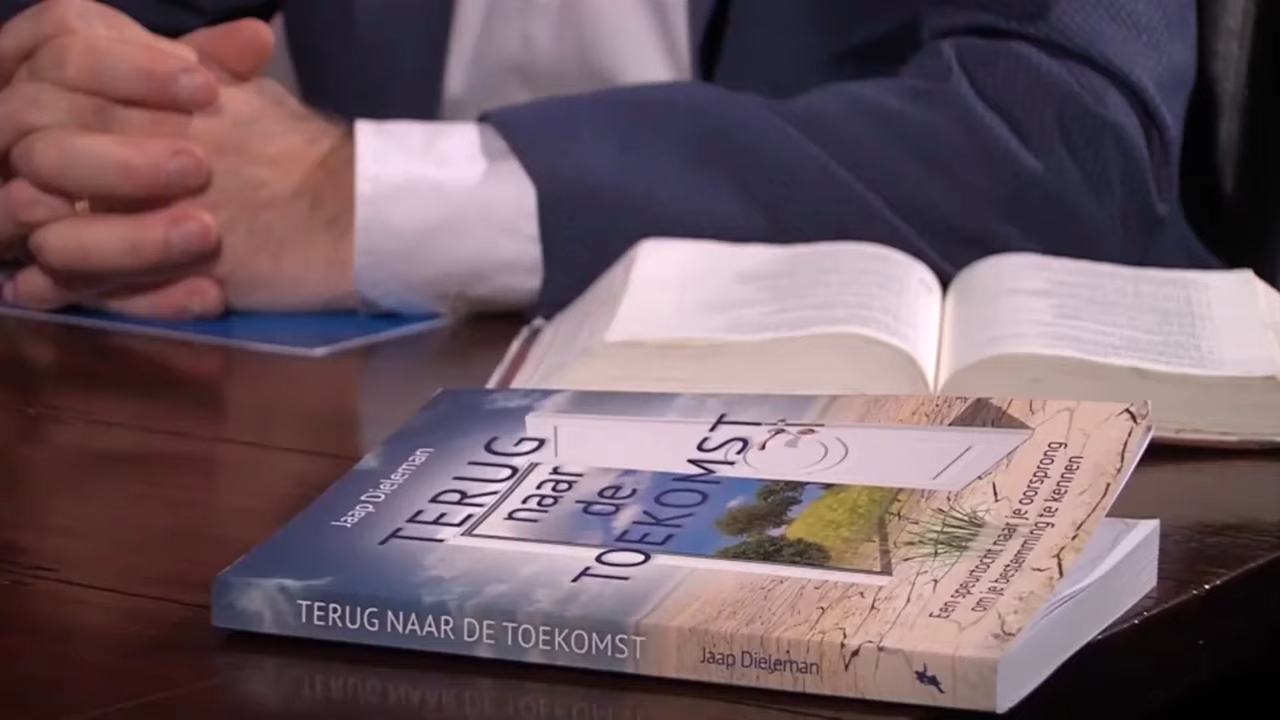 Jaap Dieleman
TERUG
naar
de
TOEKOMST
Een speurtocht naar je oorsprong
om je bestemming te kennen
TERUG NAAR DE TOEKOMST
Jaap Dieleman